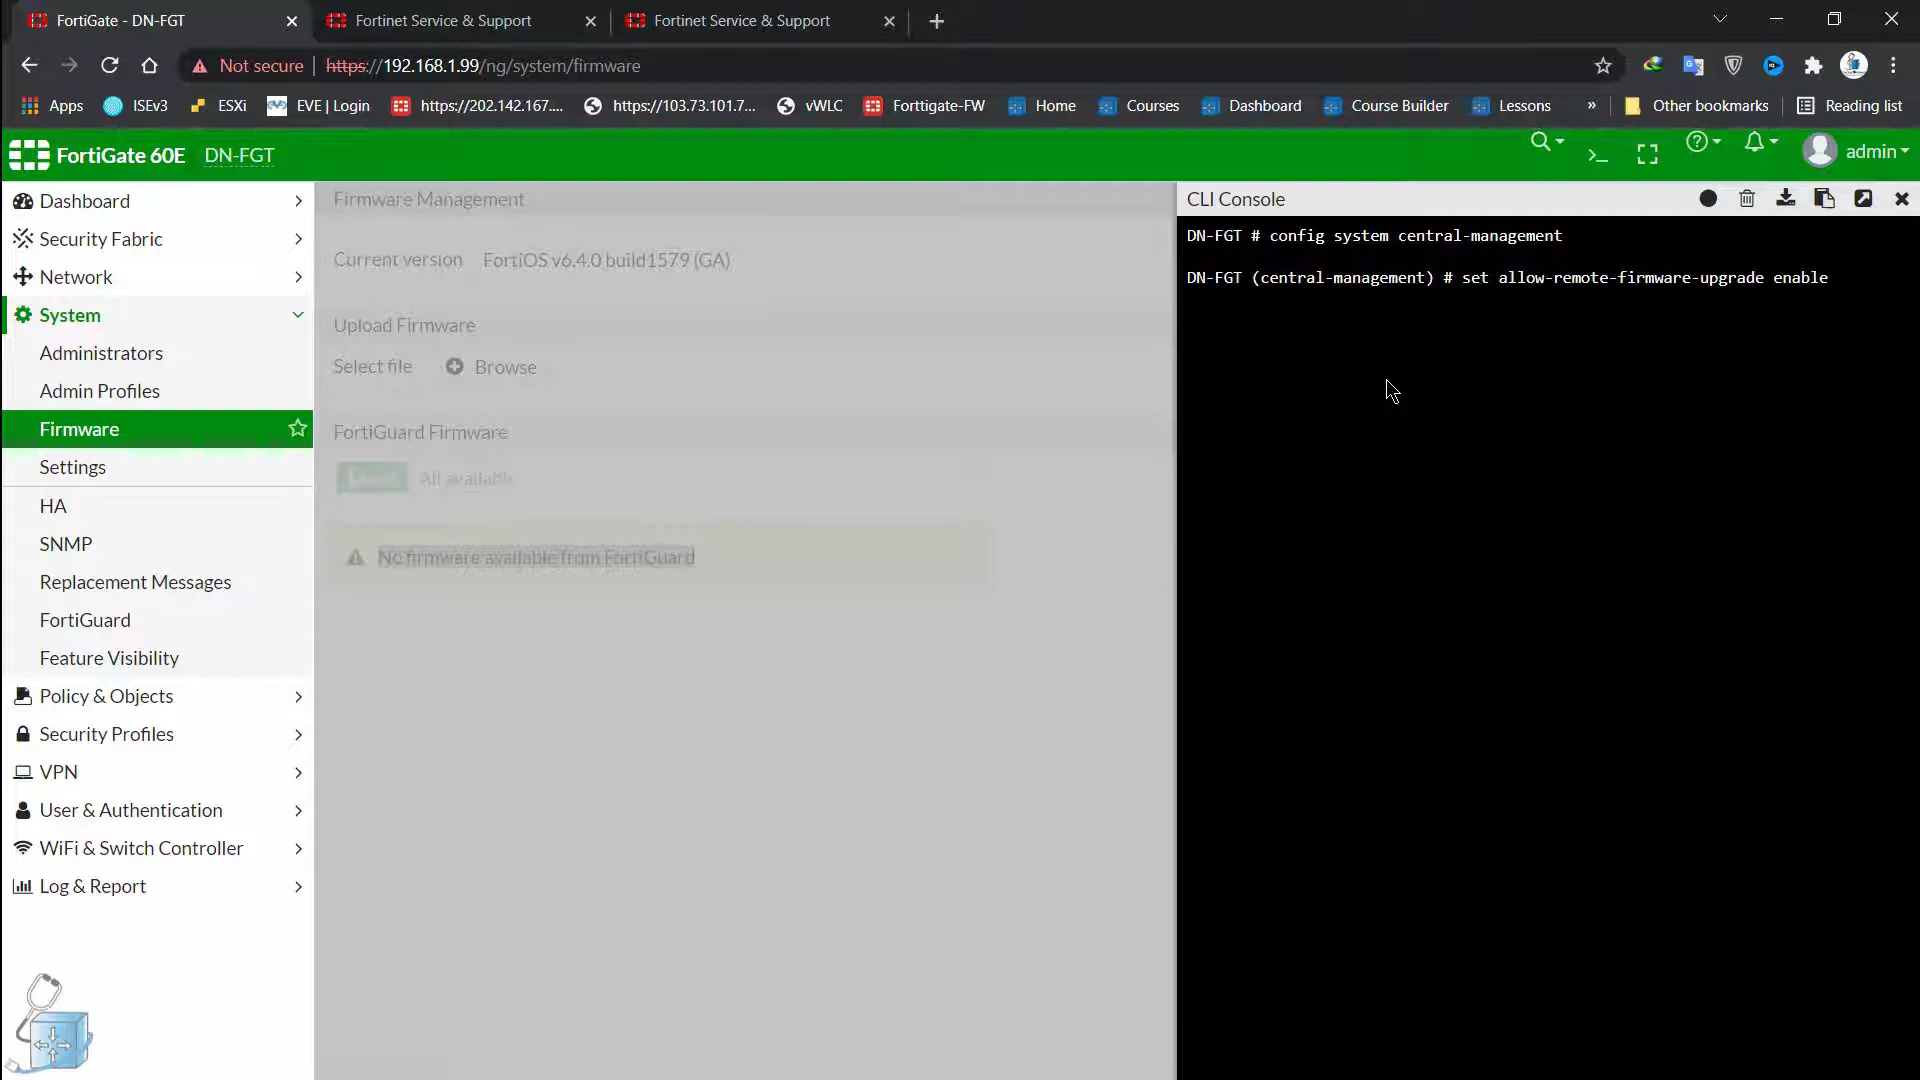 FortiGate - DN-FGT
Fortinet Service & Support
Fortinet Service & Support
Not secure
https://192.168.1.99/ng/system/firmware
Apps
ISEv3
ESXi
EVE | Login
https://202.142.167....
https://103.73.101.7...
vWLC
Forttigate-FW
Home
Courses
Dashboard
Course Builder
Lessons
»
Other bookmarks
Reading list
FortiGate 60E
DN-FGT
admin
Dashboard
Security Fabric
Network
System
Administrators
Admin Profiles
Firmware
Settings
HA
SNMP
Replacement Messages
FortiGuard
Feature Visibility
Policy & Objects
Security Profiles
VPN
User & Authentication
WiFi & Switch Controller
Log & Report
Firmware Management
Current version FortiOS v6.4.0 build1579 (GA)
Upload Firmware
Select file Browse
FortiGuard Firmware
Latest All available
No firmware available from FortiGuard
CLI Console
DN-FGT # config system central-management
DN-FGT (central-management) # set allow-remote-firmware-upgrade enable